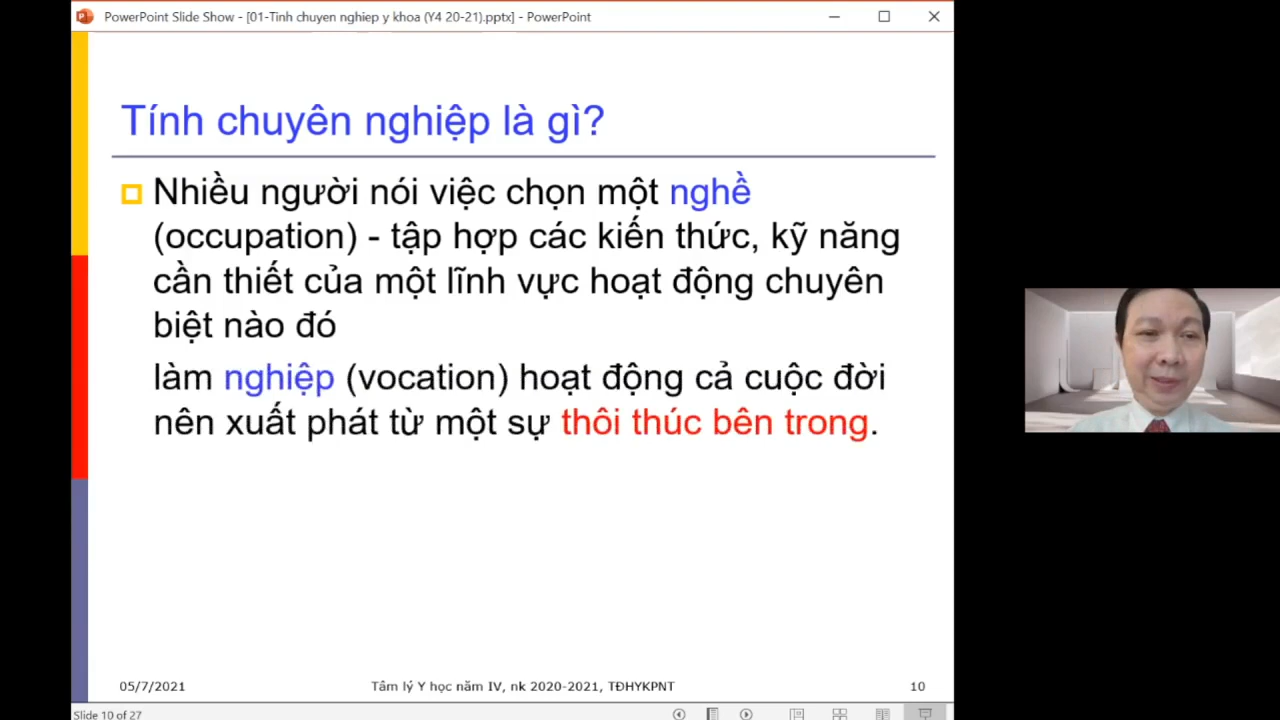 PowerPoint Slide Show - [01-Tinh chuyen nghiep y khoa (Y4 20-21).pptx] - PowerPoint
Tính chuyên nghiệp là gì?
Nhiều người nói việc chọn một nghề
(occupation) - tập hợp các kiến thức, kỹ năng
cần thiết của một lĩnh vực hoạt động chuyên
biệt nào đó
làm nghiệp (vocation) hoạt động cả cuộc đời
nên xuất phát từ một sự thôi thúc bên trong.
05/7/2021
Tâm lý Y học năm IV, nk 2020-2021, TĐHYKPNT
10
Slide 10 of 27